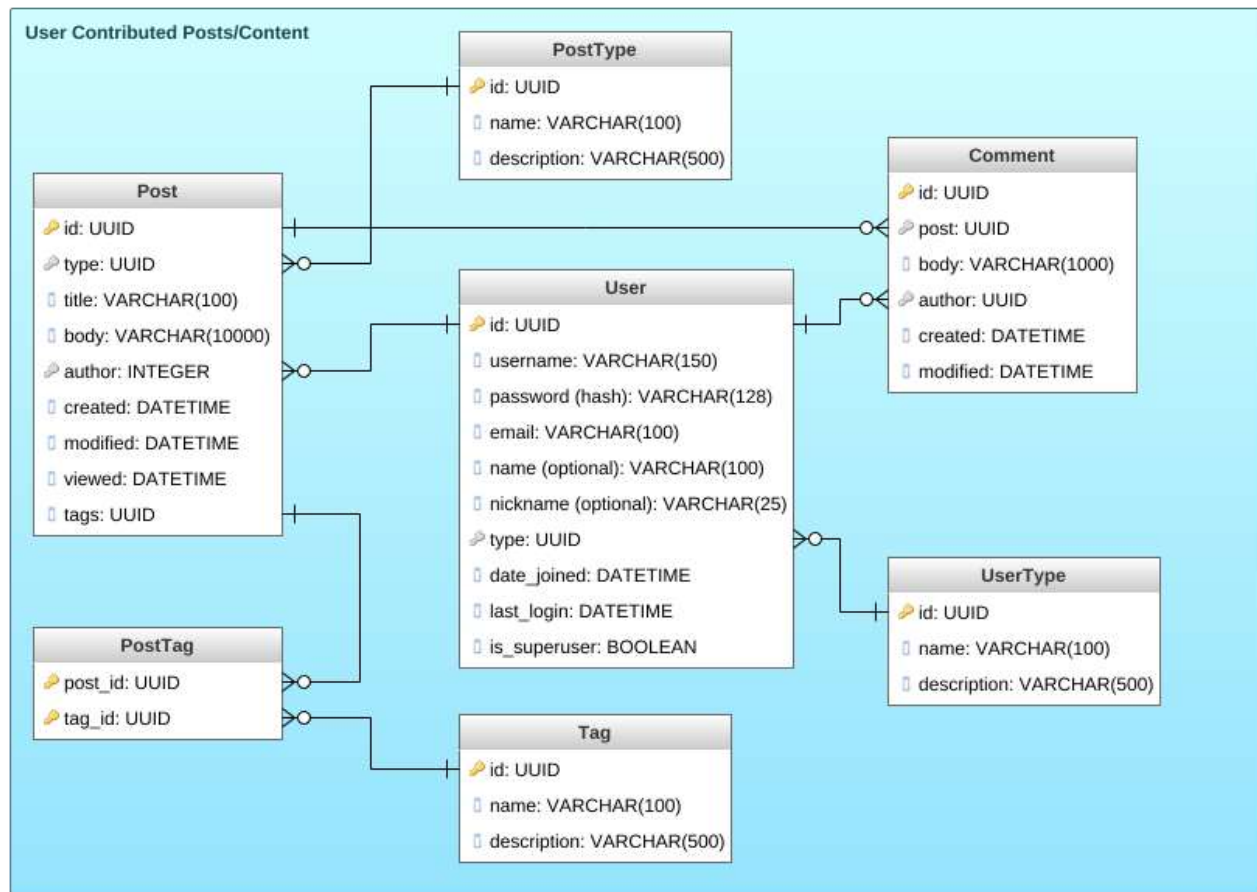 User Contributed Posts/Content
PostType
id: UUID
name: VARCHAR(100)
description: VARCHAR(500)
Comment
id: UUID
post: UUID
body: VARCHAR(1000)
author: UUID
created: DATETIME
modified: DATETIME
Post
id: UUID
type: UUID
title: VARCHAR(100)
body: VARCHAR(10000)
author: INTEGER
created: DATETIME
modified: DATETIME
viewed: DATETIME
tags: UUID
User
id: UUID
username: VARCHAR(150)
password (hash): VARCHAR(128)
email: VARCHAR(100)
name (optional): VARCHAR(100)
nickname (optional): VARCHAR(25)
type: UUID
date_joined: DATETIME
last_login: DATETIME
is_superuser: BOOLEAN
UserType
id: UUID
name: VARCHAR(100)
description: VARCHAR(500)
PostTag
post_id: UUID
tag_id: UUID
Tag
id: UUID
name: VARCHAR(100)
description: VARCHAR(500)